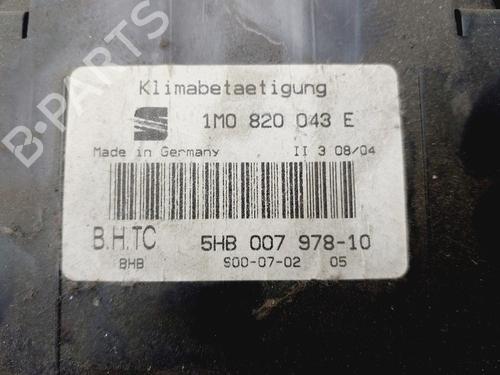 B-PARTS
Klimabetaetigung
1M0 820 043 E
Made in Germany II 3 08/04
B.H.TC 5HB 007 978-10
BHB 900-07-02 05